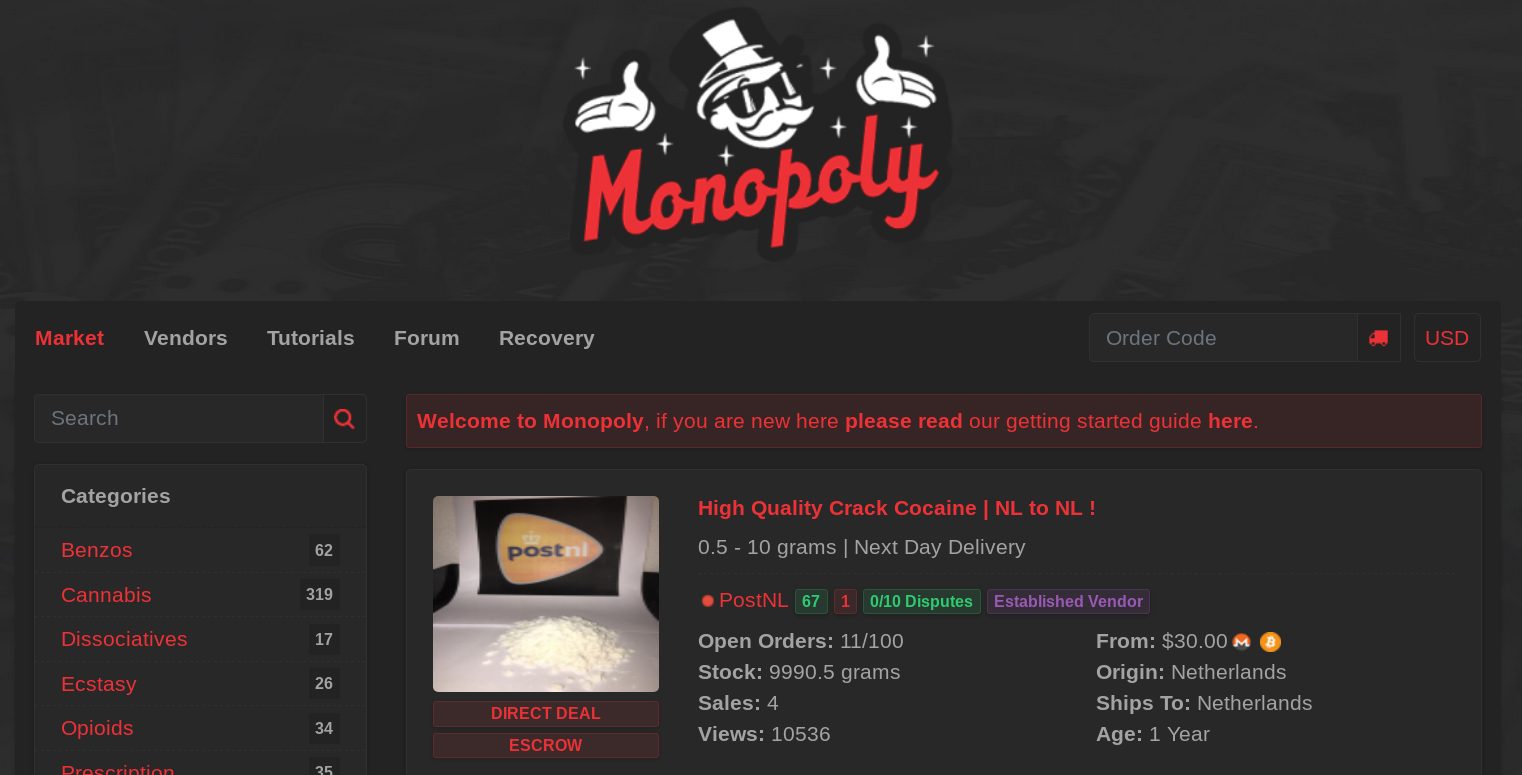 Monopoly
Market Vendors Tutorials Forum Recovery Order Code USD
Search
Welcome to Monopoly, if you are new here please read our getting started guide here.
Categories
Benzos 62
Cannabis 319
Dissociatives 17
Ecstasy 26
Opioids 34
Prescription 35
postnl
DIRECT DEAL
ESCROW
High Quality Crack Cocaine | NL to NL !
0.5 - 10 grams | Next Day Delivery
PostNL 67 1 0/10 Disputes Established Vendor
Open Orders: 11/100 From: $30.00
Stock: 9990.5 grams Origin: Netherlands
Sales: 4 Ships To: Netherlands
Views: 10536 Age: 1 Year